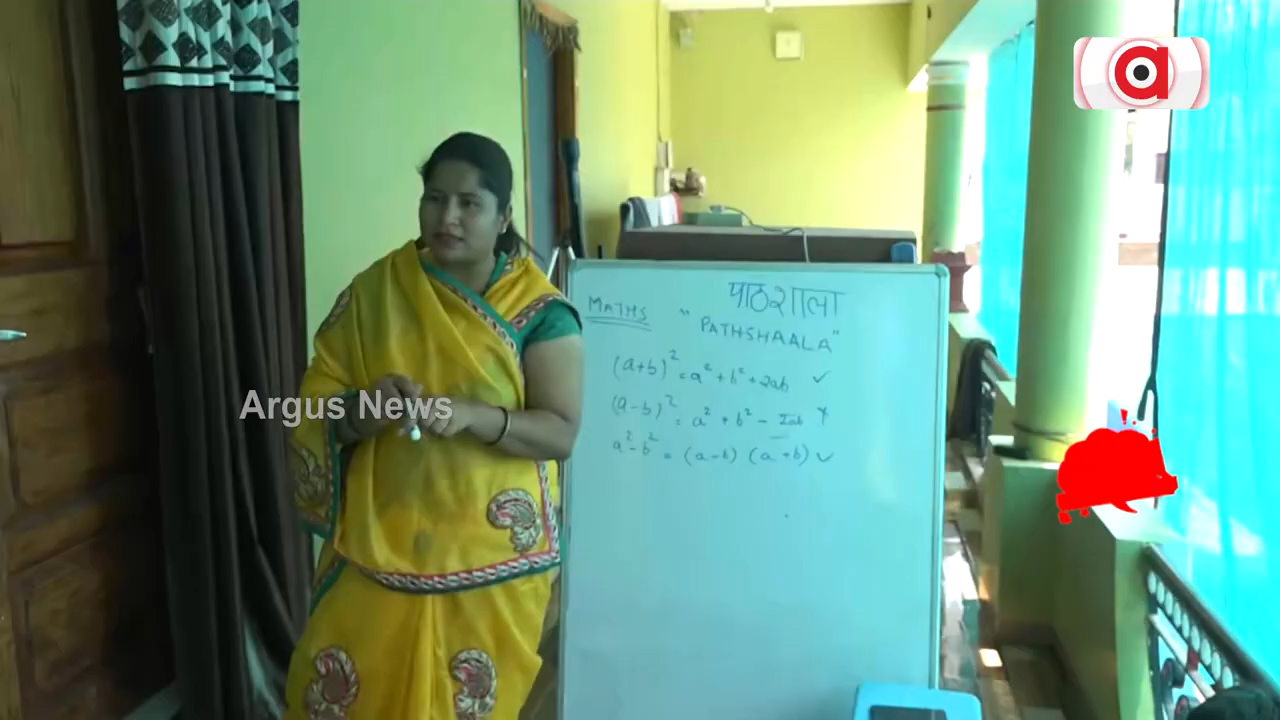 a
पाठशाला
MATHS
"PATHSHAALA"
(a+b)² = a² + b² + 2ab ✓
(a-b)² = a² + b² - 2ab
a² - b² = (a-b) (a+b) ✓
Argus News